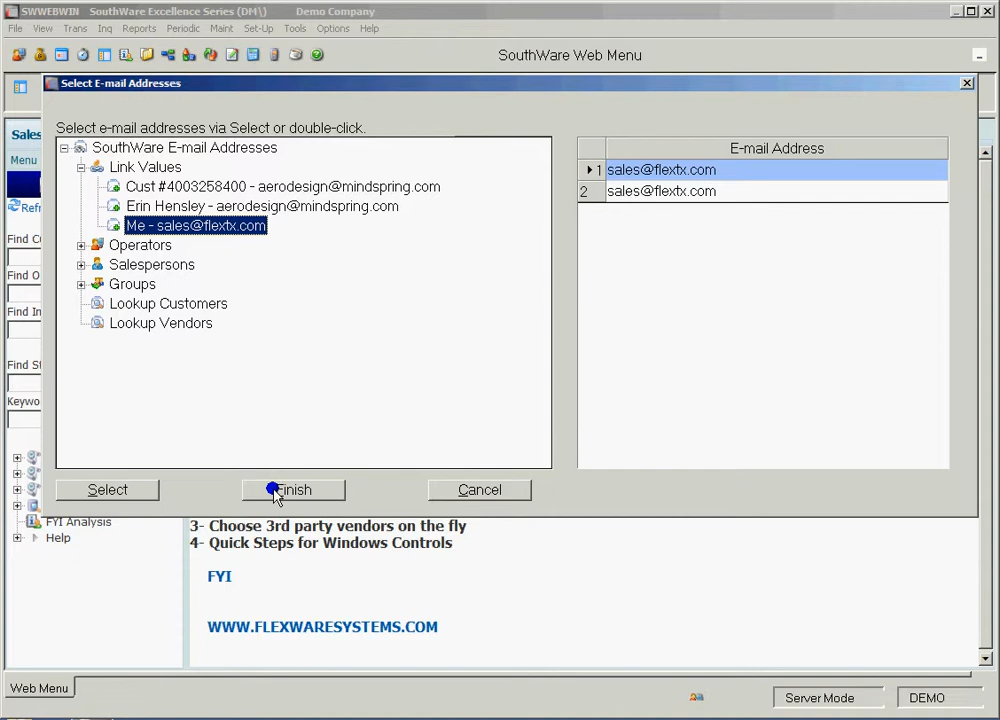 SWWEBWIN SouthWare Excellence Series (DM\) Demo Company
File View Trans Inq Reports Periodic Maint Set-Up Tools Options Help
SouthWare Web Menu
Select E-mail Addresses
Select e-mail addresses via Select or double-click.
SouthWare E-mail Addresses
Link Values
Cust #4003258400 - aerodesign@mindspring.com
Erin Hensley - aerodesign@mindspring.com
Me - sales@flextx.com
Operators
Salespersons
Groups
Lookup Customers
Lookup Vendors
E-mail Address
1 sales@flextx.com
2 sales@flextx.com
Select Finish Cancel
Sales
Menu
Refr
Find Cu
Find O
Find In
Find St
Keywo
FYI Analysis
Help
3- Choose 3rd party vendors on the fly
4- Quick Steps for Windows Controls
FYI
WWW.FLEXWARESYSTEMS.COM
Web Menu
Server Mode
DEMO